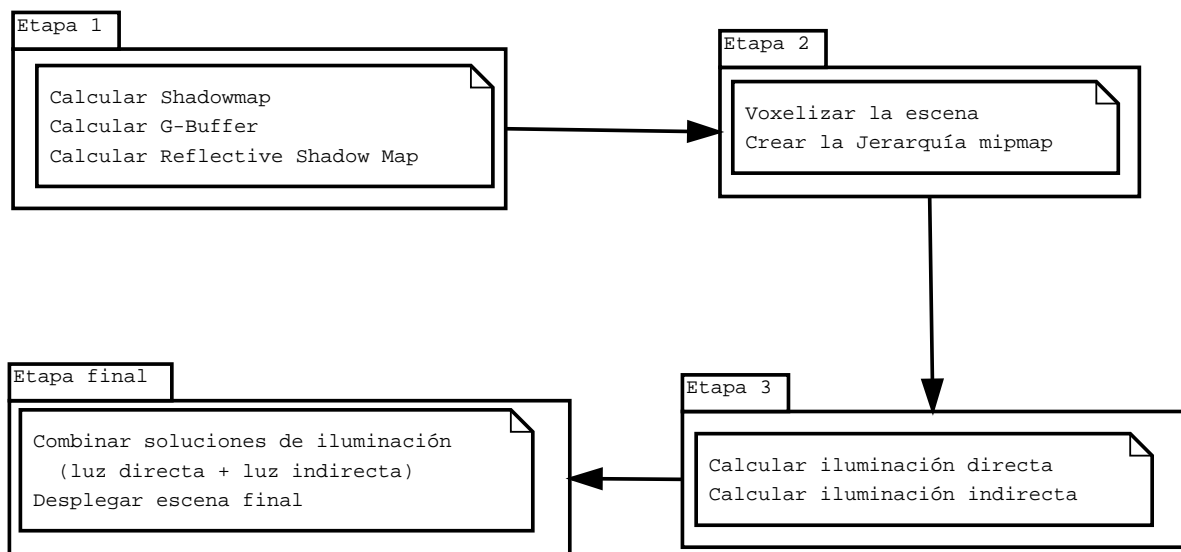 Etapa 1
Calcular Shadowmap
Calcular G-Buffer
Calcular Reflective Shadow Map
Etapa 2
Voxelizar la escena
Crear la Jerarquía mipmap
Etapa 3
Calcular iluminación directa
Calcular iluminación indirecta
Etapa final
Combinar soluciones de iluminación
(luz directa + luz indirecta)
Desplegar escena final